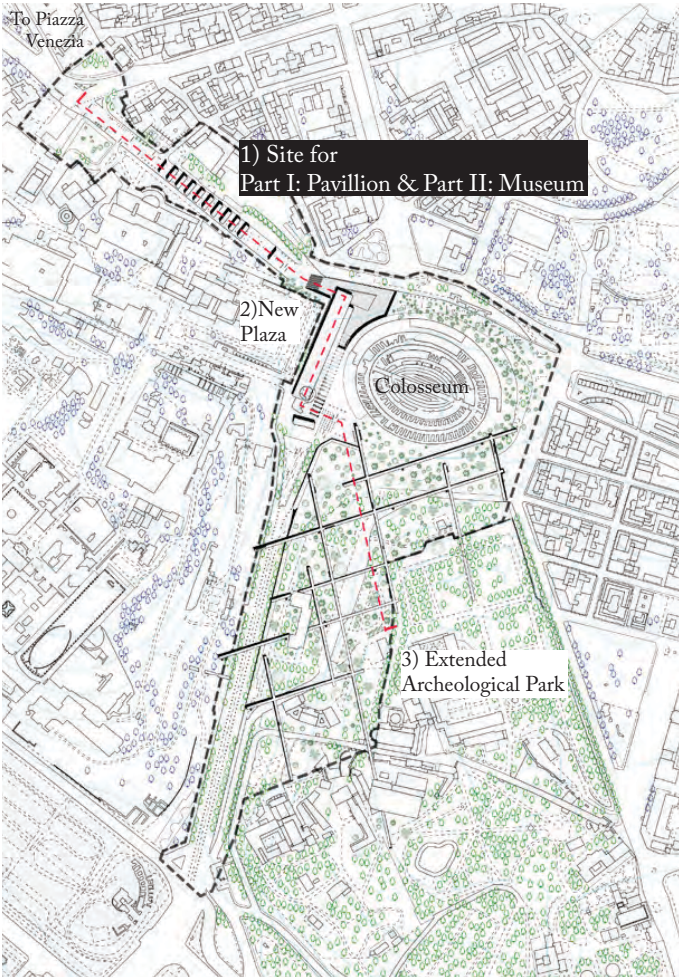 To Piazza
Venezia
1) Site for
Part I: Pavillion & Part II: Museum
2)New
Plaza
Colosseum
3) Extended
Archeological Park